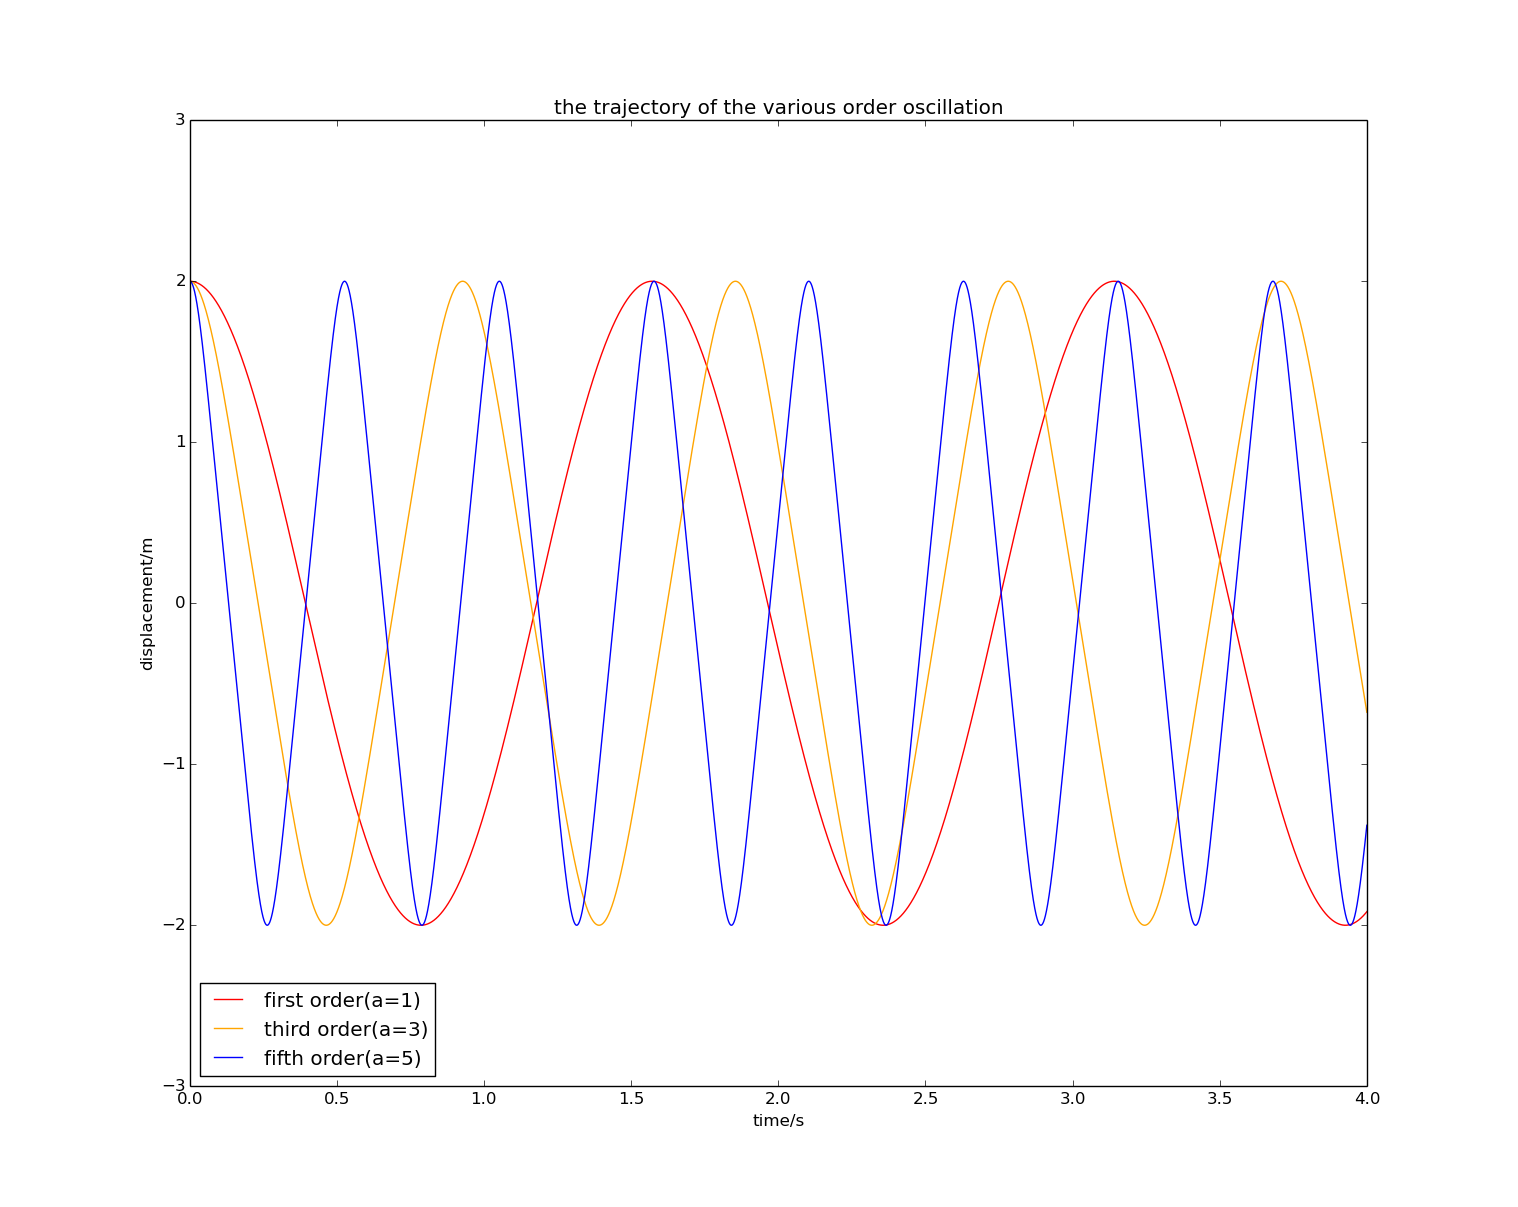 the trajectory of the various order oscillation
3
2
1
0
−1
−2
−3
displacement/m
first order(a=1)
third order(a=3)
fifth order(a=5)
0.0 0.5 1.0 1.5 2.0 2.5 3.0 3.5 4.0
time/s